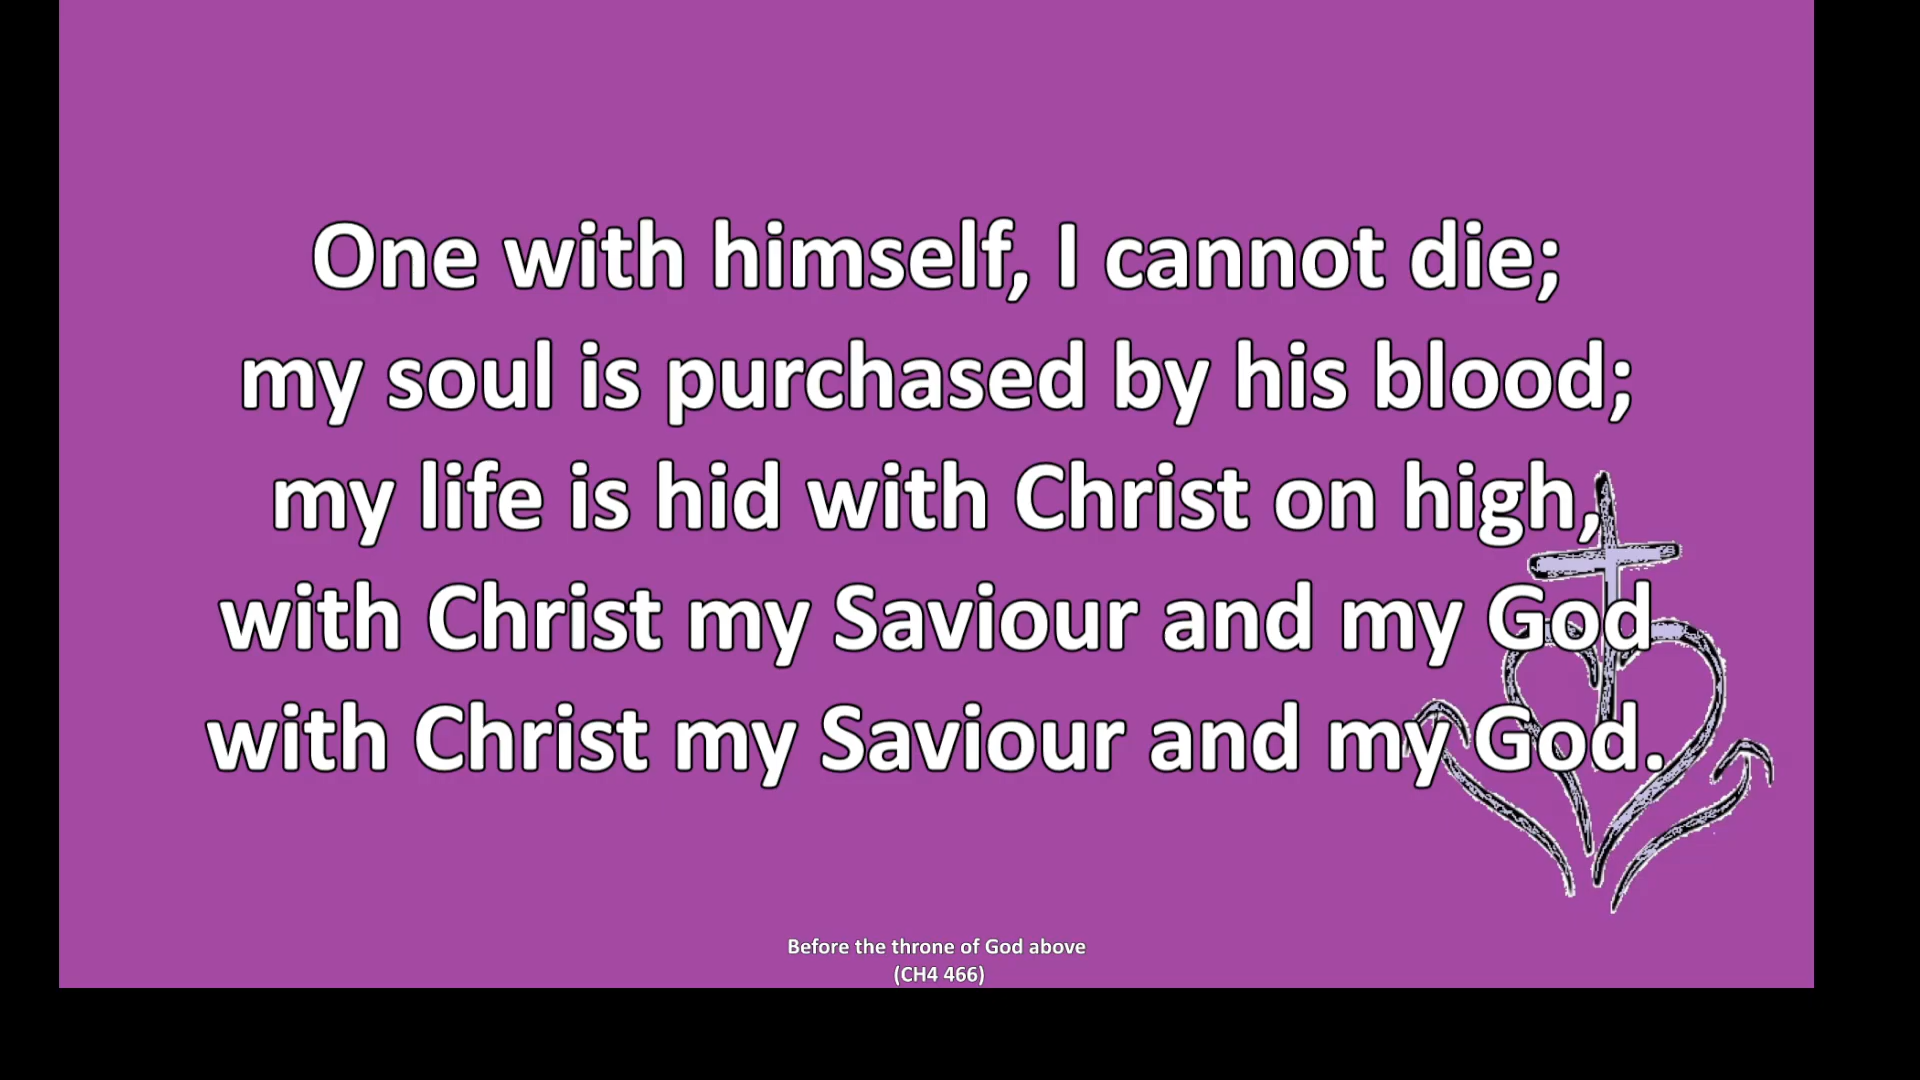 One with himself, I cannot die;
my soul is purchased by his blood;
my life is hid with Christ on high,
with Christ my Saviour and my God
with Christ my Saviour and my God.
Before the throne of God above
(CH4 466)